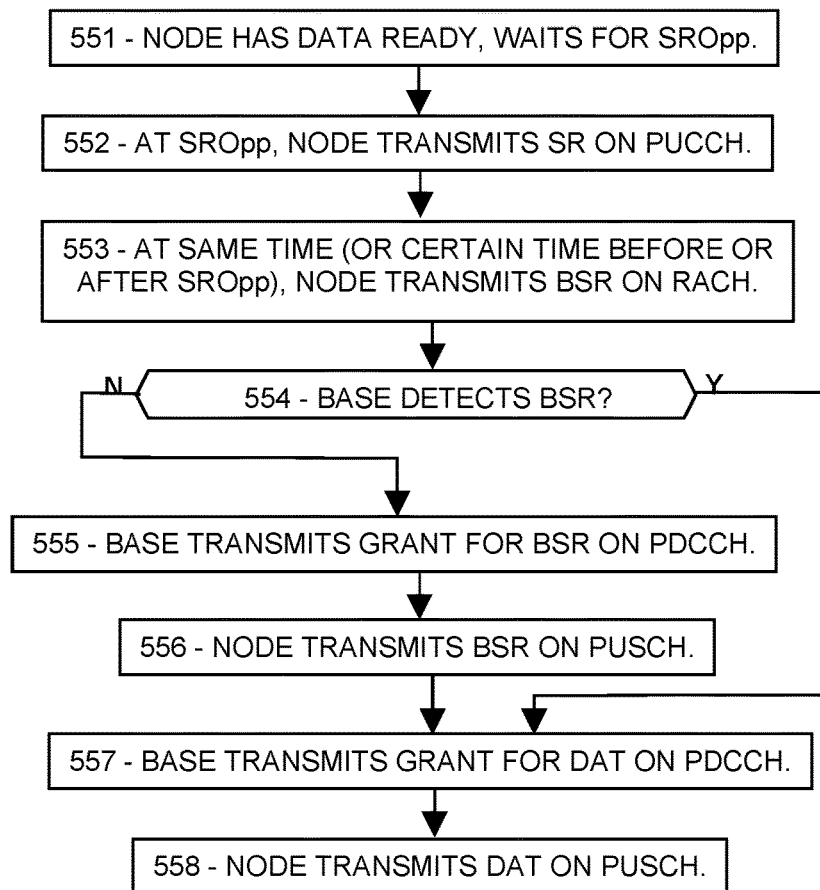 551 - NODE HAS DATA READY, WAITS FOR SROpp.
552 - AT SROpp, NODE TRANSMITS SR ON PUCCH.
553 - AT SAME TIME (OR CERTAIN TIME BEFORE OR
AFTER SROpp), NODE TRANSMITS BSR ON RACH.
N
554 - BASE DETECTS BSR?
Y
555 - BASE TRANSMITS GRANT FOR BSR ON PDCCH.
556 - NODE TRANSMITS BSR ON PUSCH.
557 - BASE TRANSMITS GRANT FOR DAT ON PDCCH.
558 - NODE TRANSMITS DAT ON PUSCH.